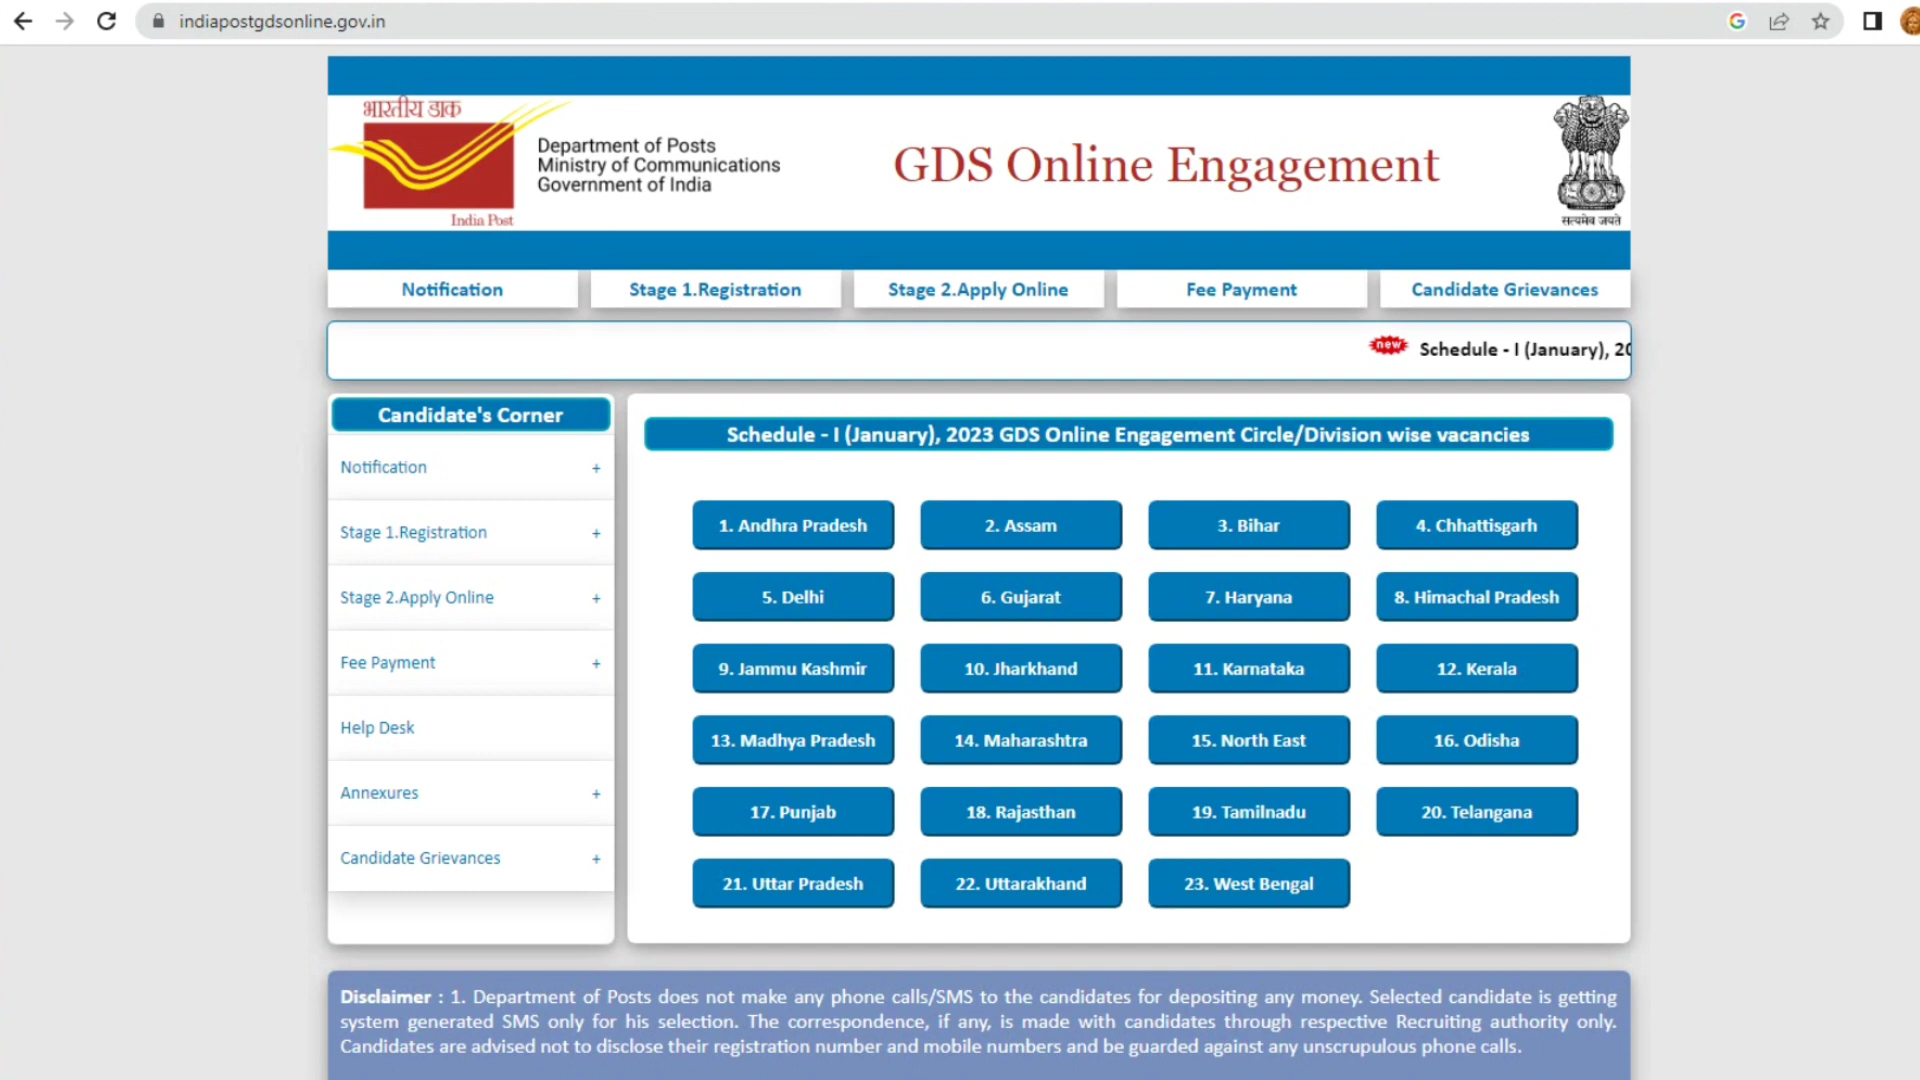 indiapostgdsonline.gov.in
भारतीय डाक
India Post
Department of Posts
Ministry of Communications
Government of India
GDS Online Engagement
सत्यमेव जयते
Notification
Stage 1.Registration
Stage 2.Apply Online
Fee Payment
Candidate Grievances
new Schedule - I (January), 20
Candidate's Corner
Notification +
Stage 1.Registration +
Stage 2.Apply Online +
Fee Payment +
Help Desk
Annexures +
Candidate Grievances +
Schedule - I (January), 2023 GDS Online Engagement Circle/Division wise vacancies
1. Andhra Pradesh
2. Assam
3. Bihar
4. Chhattisgarh
5. Delhi
6. Gujarat
7. Haryana
8. Himachal Pradesh
9. Jammu Kashmir
10. Jharkhand
11. Karnataka
12. Kerala
13. Madhya Pradesh
14. Maharashtra
15. North East
16. Odisha
17. Punjab
18. Rajasthan
19. Tamilnadu
20. Telangana
21. Uttar Pradesh
22. Uttarakhand
23. West Bengal
Disclaimer : 1. Department of Posts does not make any phone calls/SMS to the candidates for depositing any money. Selected candidate is getting
system generated SMS only for his selection. The correspondence, if any, is made with candidates through respective Recruiting authority only.
Candidates are advised not to disclose their registration number and mobile numbers and be guarded against any unscrupulous phone calls.